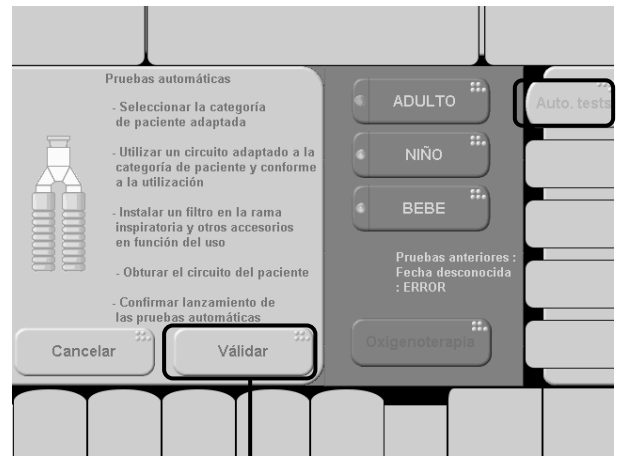 Pruebas automáticas
- Seleccionar la categoría
de paciente adaptada
- Utilizar un circuito adaptado a la
categoría de paciente y conforme
a la utilización
- Instalar un filtro en la rama
inspiratoria y otros accesorios
en función del uso
- Obturar el circuito del paciente
- Confirmar lanzamiento de
las pruebas automáticas
Cancelar
Válidar
ADULTO
NIÑO
BEBE
Pruebas anteriores :
Fecha desconocida
: ERROR
Oxigenoterapia
Auto. tests